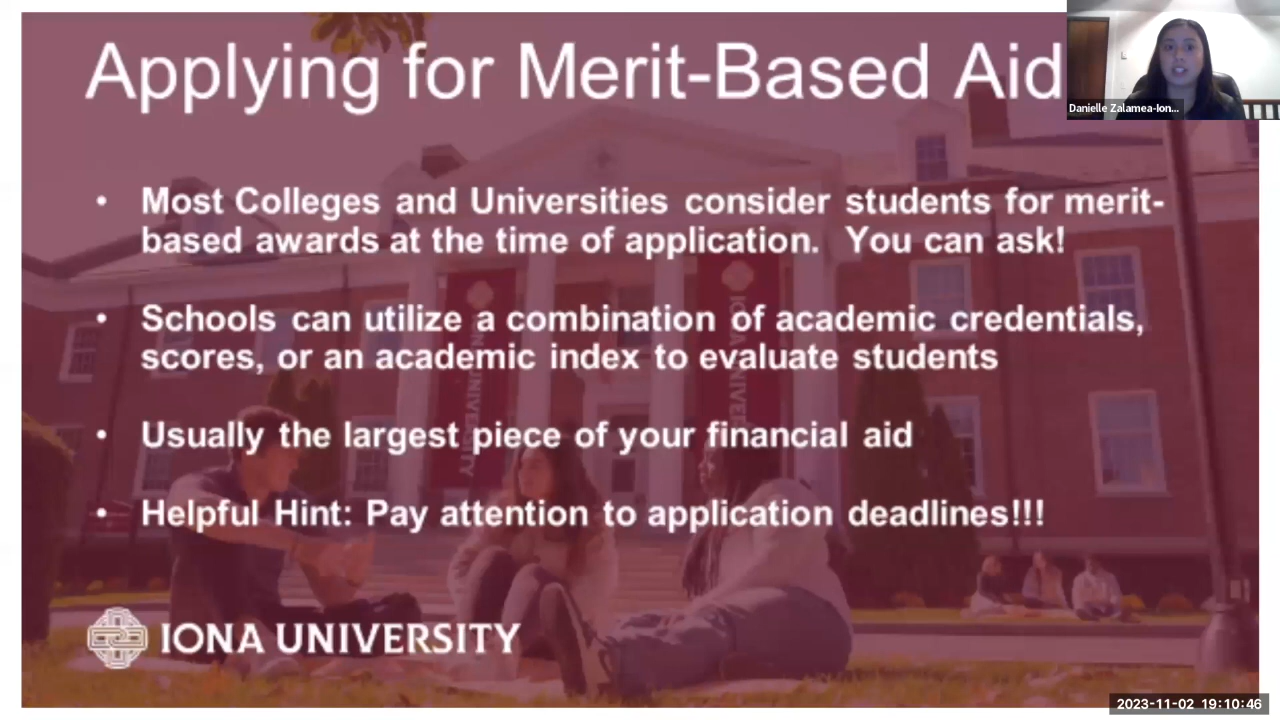 Applying for Merit-Based Aid
Danielle Zalamea-Ion...
• Most Colleges and Universities consider students for merit-
based awards at the time of application. You can ask!
• Schools can utilize a combination of academic credentials,
scores, or an academic index to evaluate students
• Usually the largest piece of your financial aid
• Helpful Hint: Pay attention to application deadlines!!!
IONA UNIVERSITY
2023-11-02 19:10:46